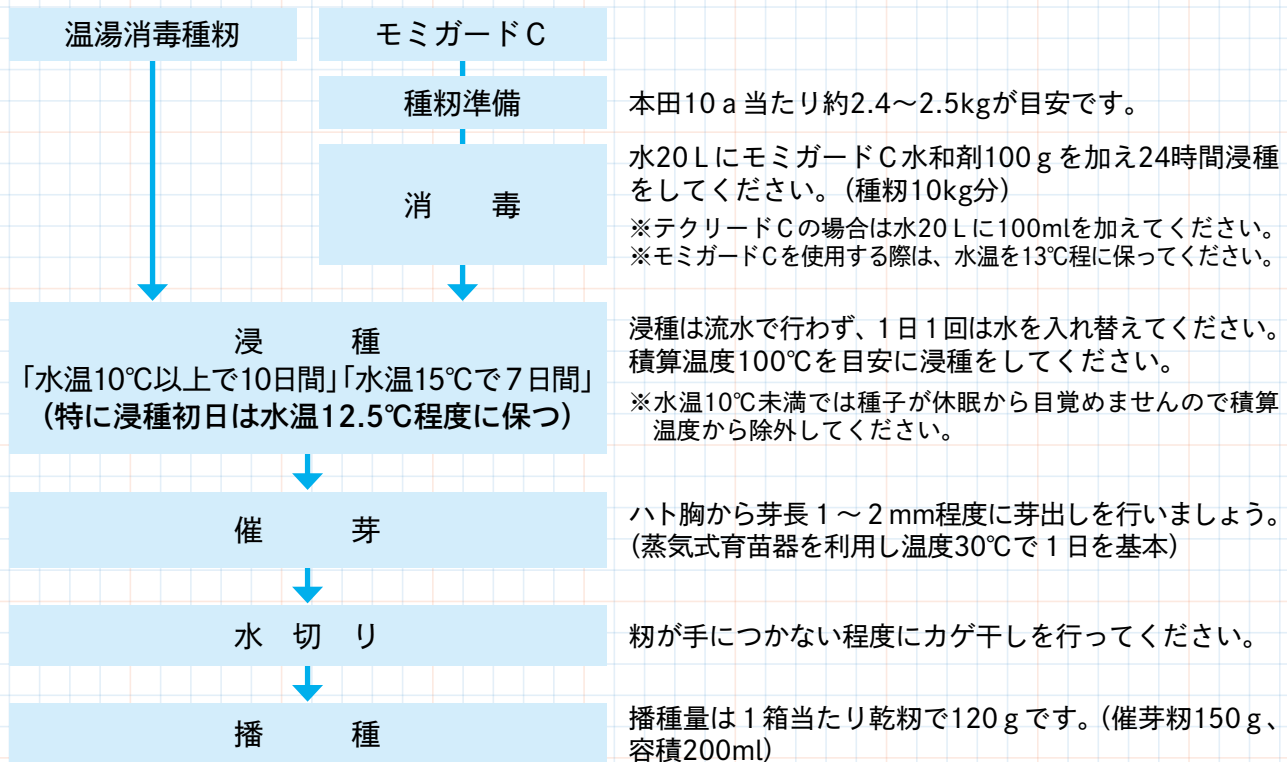 温湯消毒種籾
モミガードC
種籾準備
本田10a当たり約2.4〜2.5kgが目安です。
消　毒
水20LにモミガードC水和剤100gを加え24時間浸種
をしてください。(種籾10kg分)
※テクリードCの場合は水20Lに100mlを加えてください。
※モミガードCを使用する際は、水温を13℃程に保ってください。
浸　種
「水温10℃以上で10日間」「水温15℃で7日間」
(特に浸種初日は水温12.5℃程度に保つ)
浸種は流水で行わず、1日1回は水を入れ替えてください。
積算温度100℃を目安に浸種をしてください。
※水温10℃未満では種子が休眠から目覚めませんので積算
温度から除外してください。
催　芽
ハト胸から芽長1〜2mm程度に芽出しを行いましょう。
(蒸気式育苗器を利用し温度30℃で1日を基本)
水　切　り
籾が手につかない程度にカゲ干しを行ってください。
播　種
播種量は1箱当たり乾籾で120gです。(催芽籾150g、
容積200ml)